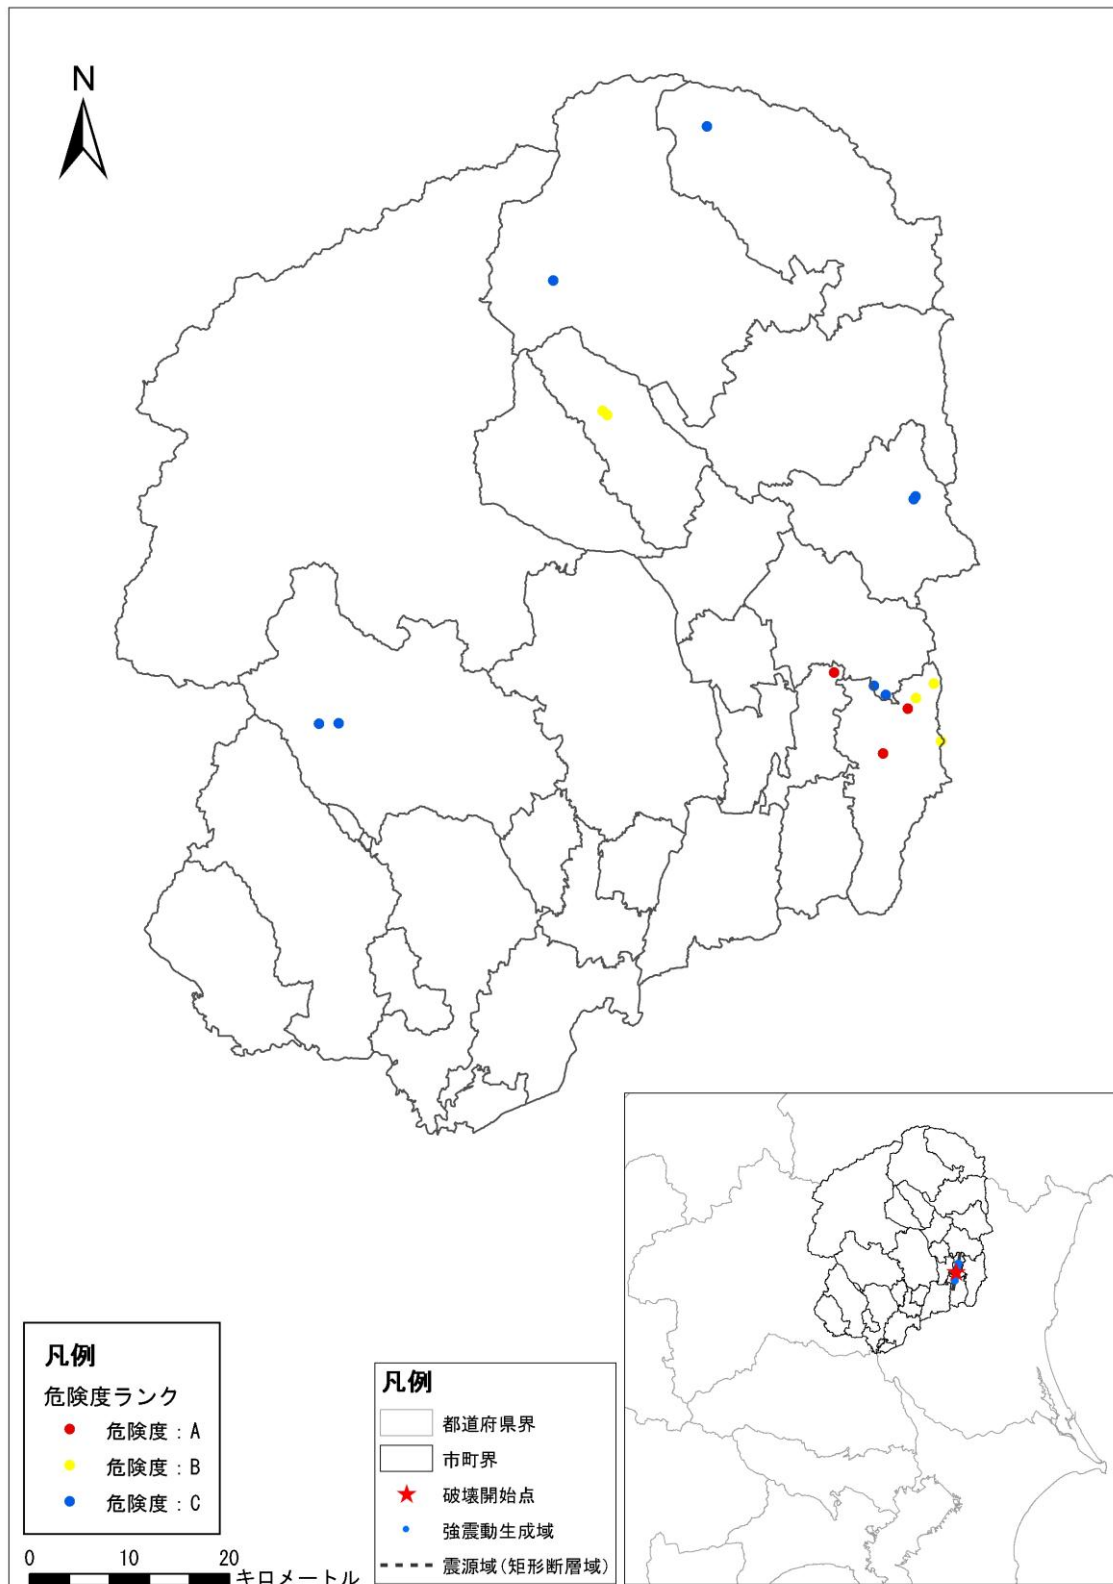 N
凡例
危険度ランク
危険度：A
危険度：B
危険度：C
0 10 20
キロメートル
凡例
都道府県界
市町界
破壊開始点
強震動生成域
震源域(矩形断層域)